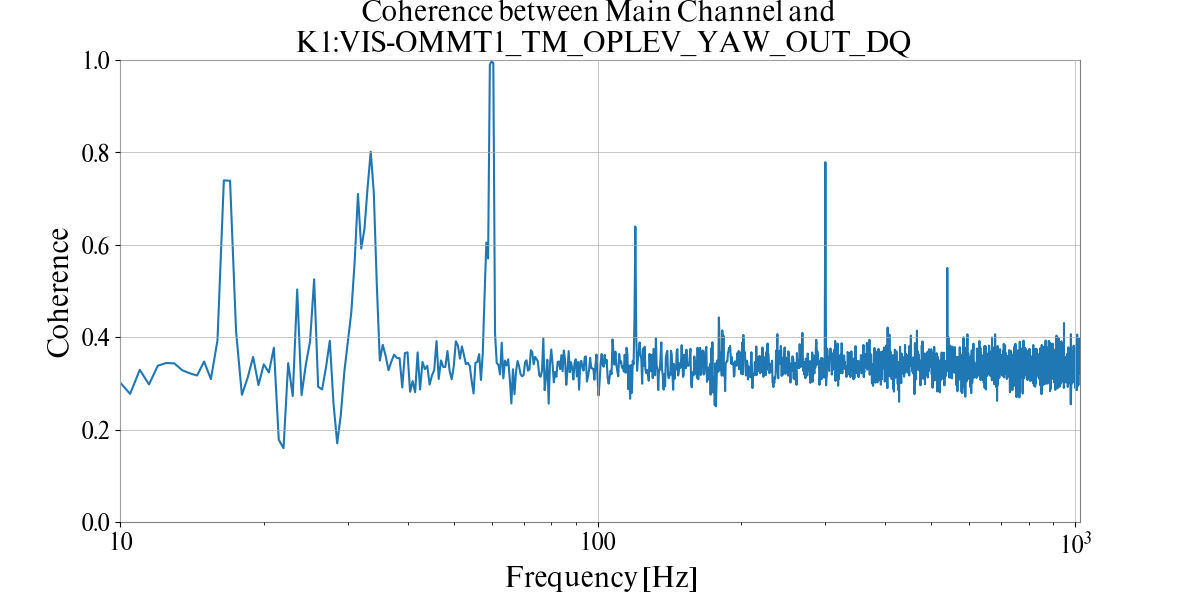 Coherence between Main Channel and
K1:VIS-OMMT1_TM_OPLEV_YAW_OUT_DQ
1.0
0.8
0.6
0.4
0.2
0.0
Coherence
10
100
10³
Frequency [Hz]